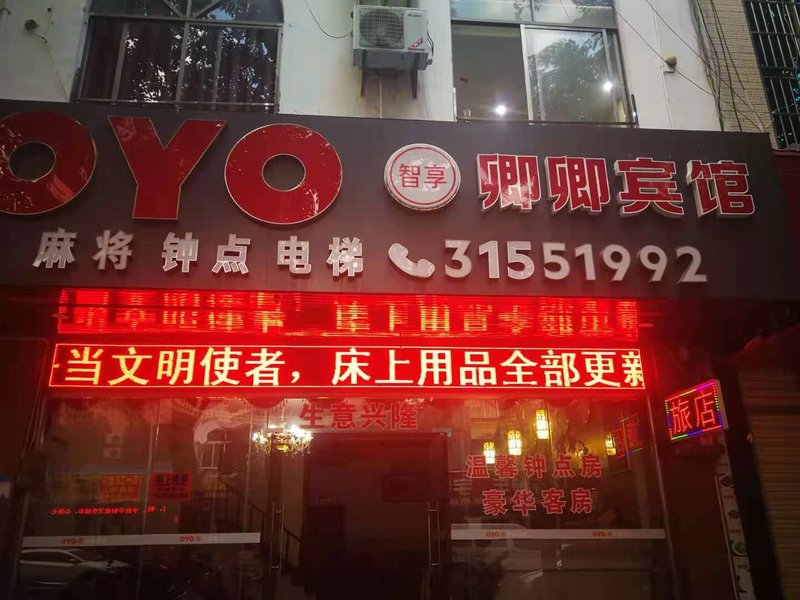 OYO 智享 卿卿宾馆
麻将 钟点 电梯 31551992
当文明使者，床上用品全部更新
生意兴隆
旅店
温馨钟点房
豪华客房
OYO
OYO